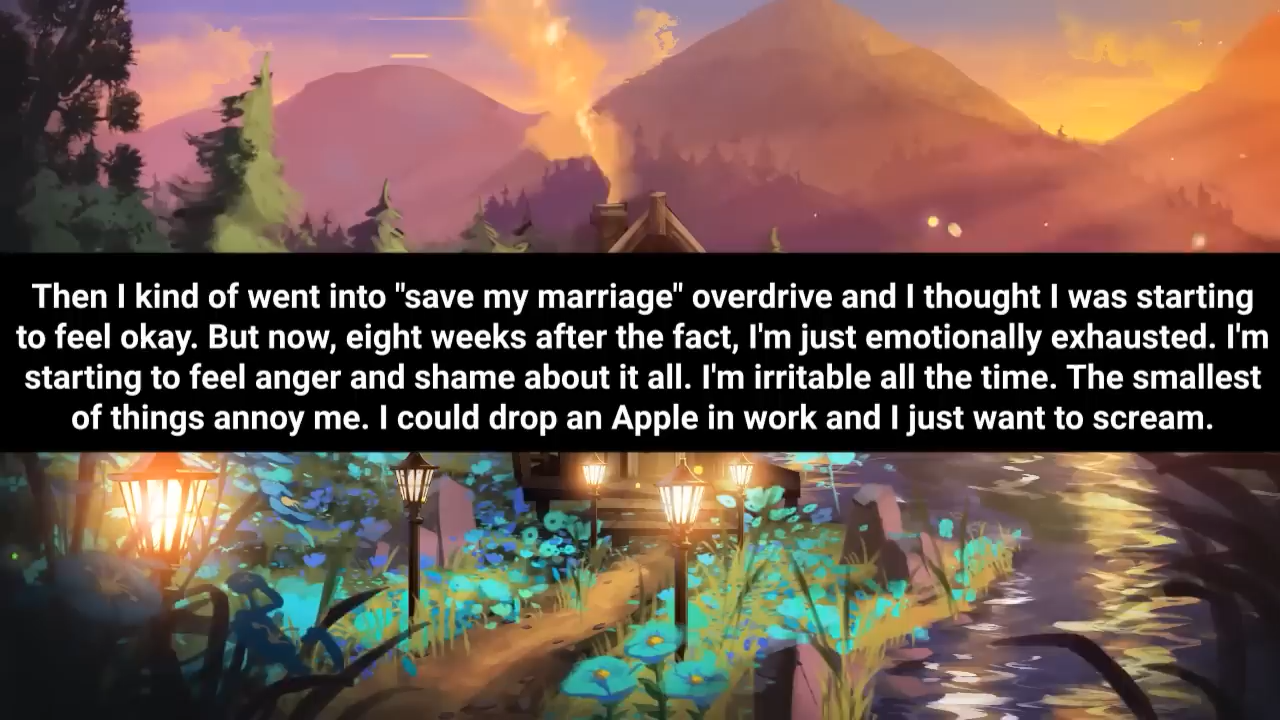 Then I kind of went into "save my marriage" overdrive and I thought I was starting
to feel okay. But now, eight weeks after the fact, I'm just emotionally exhausted. I'm
starting to feel anger and shame about it all. I'm irritable all the time. The smallest
of things annoy me. I could drop an Apple in work and I just want to scream.